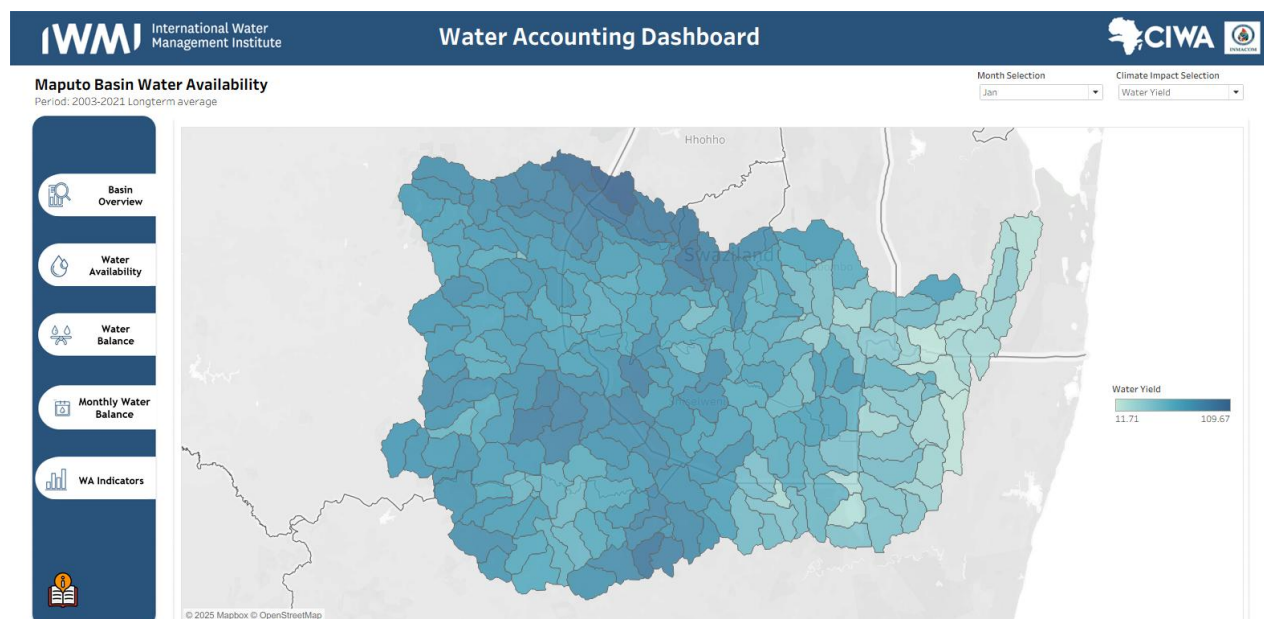 IWMI
International Water
Management Institute
Water Accounting Dashboard
CIWA
INMACOM
Maputo Basin Water Availability
Period: 2003-2021 Longterm average
Month Selection
Jan
Climate Impact Selection
Water Yield
Basin
Overview
Water
Availability
Water
Balance
Monthly Water
Balance
WA Indicators
Hhohho
Swaziland
Water Yield
11.71
109.67
© 2025 Mapbox © OpenStreetMap